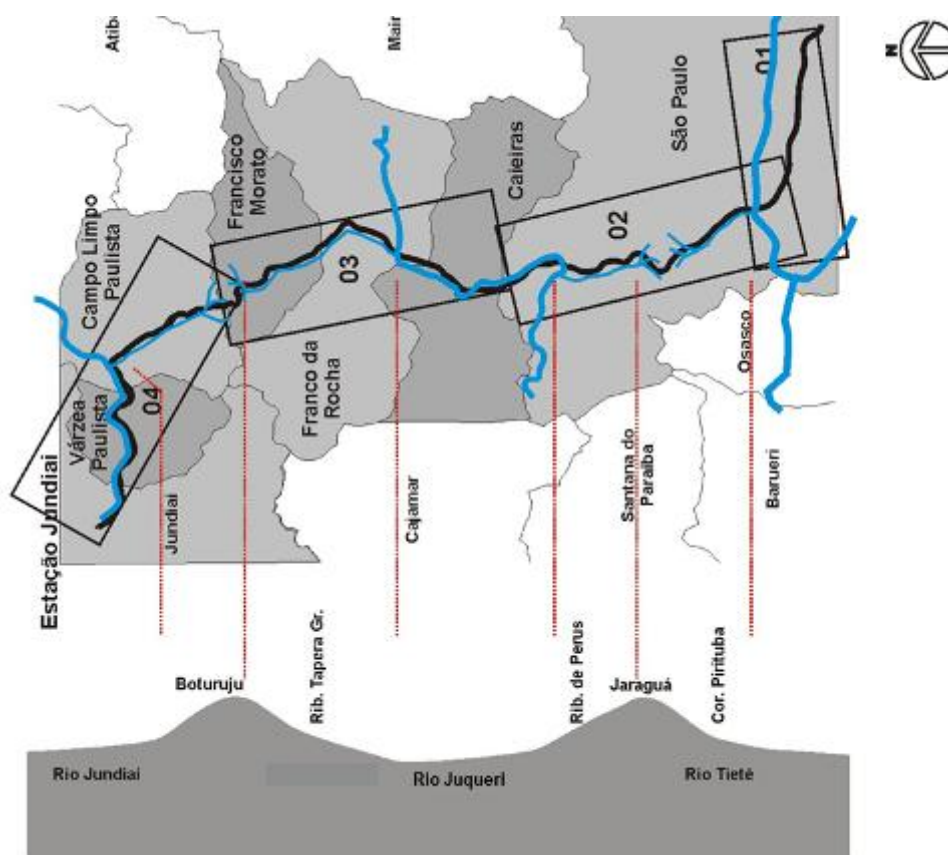 Atiba
Mair
N
01
São Paulo
Campo Limpo
Paulista
Francisco
Morato
Caieiras
02
03
04
Várzea
Paulista
Franco da
Rocha
Osasco
Estação Jundiaí
Jundiaí
Cajamar
Santana do
Paraíba
Barueri
Boturuju
Rib. Tapera Gr.
Rib. de Perus
Jaraguá
Cor. Pirituba
Rio Jundiaí
Rio Juqueri
Rio Tietê